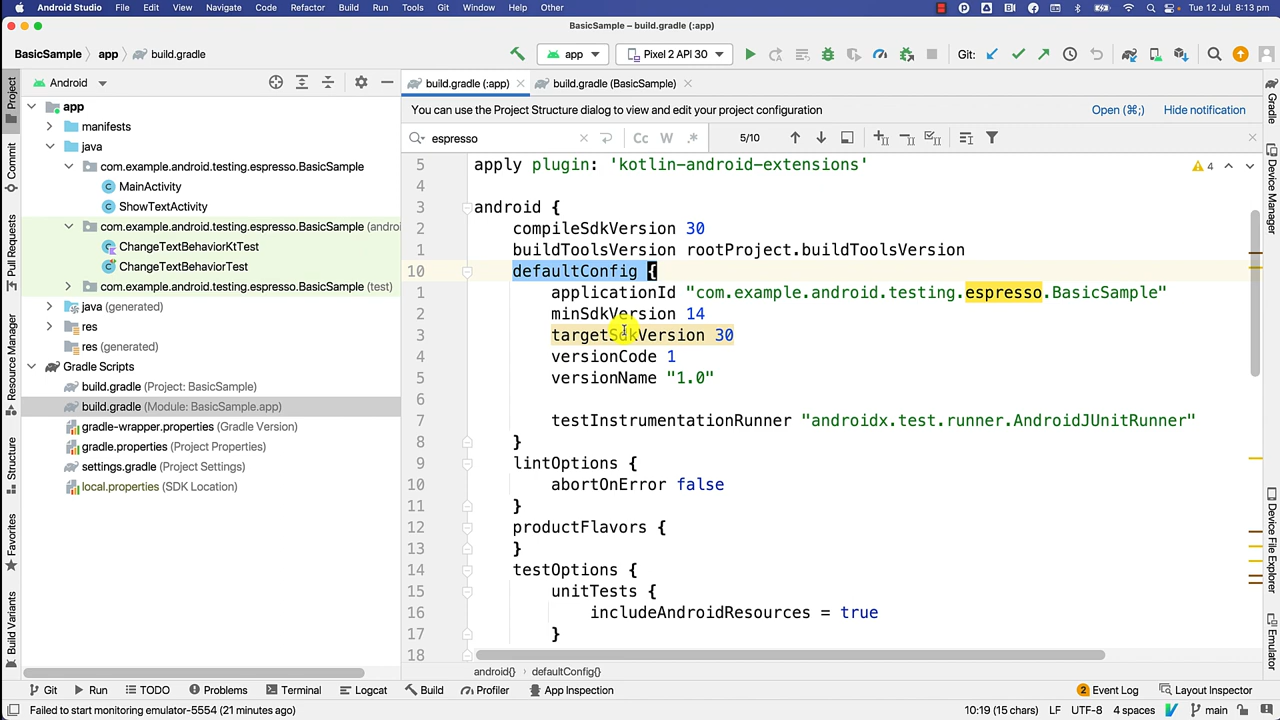 Android Studio File Edit View Navigate Code Refactor Build Run Tools Git Window Other Help Tue 12 Jul 8:13 pm
BasicSample – build.gradle (:app)
BasicSample › app › build.gradle
app
Pixel 2 API 30
Git:
Android
build.gradle (:app)
build.gradle (BasicSample)
You can use the Project Structure dialog to view and edit your project configuration
Open (⌘;)
Hide notification
espresso
Cc W .*
5/10
Project
Commit
Pull Requests
Resource Manager
Structure
Favorites
Build Variants
app
manifests
java
com.example.android.testing.espresso.BasicSample
MainActivity
ShowTextActivity
com.example.android.testing.espresso.BasicSample (andro
ChangeTextBehaviorKtTest
ChangeTextBehaviorTest
com.example.android.testing.espresso.BasicSample (test)
java (generated)
res
res (generated)
Gradle Scripts
build.gradle (Project: BasicSample)
build.gradle (Module: BasicSample.app)
gradle-wrapper.properties (Gradle Version)
gradle.properties (Project Properties)
settings.gradle (Project Settings)
local.properties (SDK Location)
5 apply plugin: 'kotlin-android-extensions'
4
3 android {
2 compileSdkVersion 30
1 buildToolsVersion rootProject.buildToolsVersion
10 defaultConfig {
1 applicationId "com.example.android.testing.espresso.BasicSample"
2 minSdkVersion 14
3 targetSdkVersion 30
4 versionCode 1
5 versionName "1.0"
6
7 testInstrumentationRunner "androidx.test.runner.AndroidJUnitRunner"
8 }
9 lintOptions {
10 abortOnError false
11 }
12 productFlavors {
13 }
14 testOptions {
15 unitTests {
16 includeAndroidResources = true
17 }
18
4
Gradle
Device Manager
Device File Explorer
Emulator
android{} › defaultConfig{}
Git Run TODO Problems Terminal Logcat Build Profiler App Inspection
2 Event Log
Layout Inspector
Failed to start monitoring emulator-5554 (21 minutes ago)
10:19 (15 chars) LF UTF-8 4 spaces main